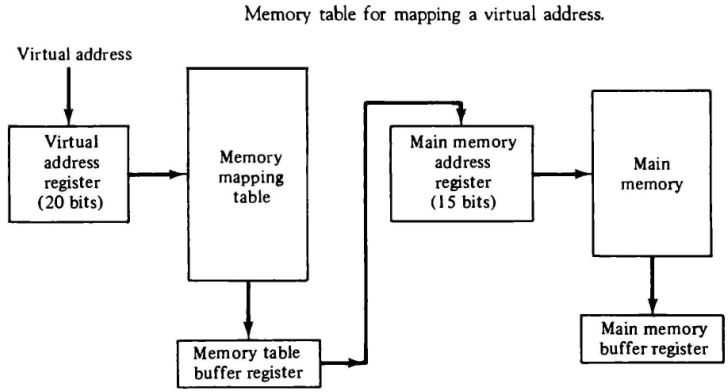 Memory table for mapping a virtual address.
Virtual address
Virtual
address
register
(20 bits)
Memory
mapping
table
Memory table
buffer register
Main memory
address
register
(15 bits)
Main
memory
Main memory
buffer register